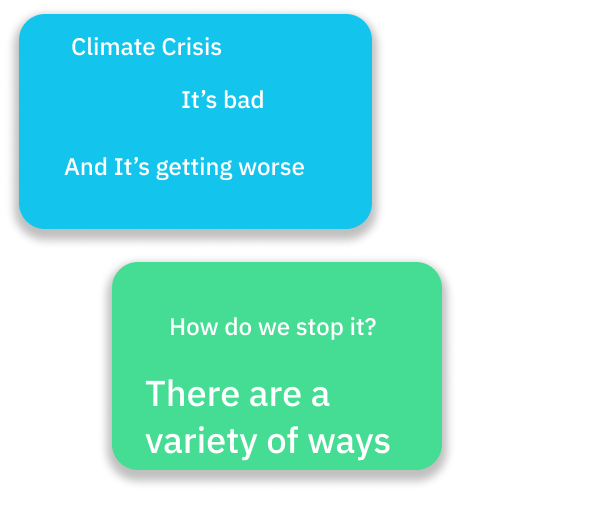 Climate Crisis
It’s bad
And It’s getting worse
How do we stop it?
There are a
variety of ways